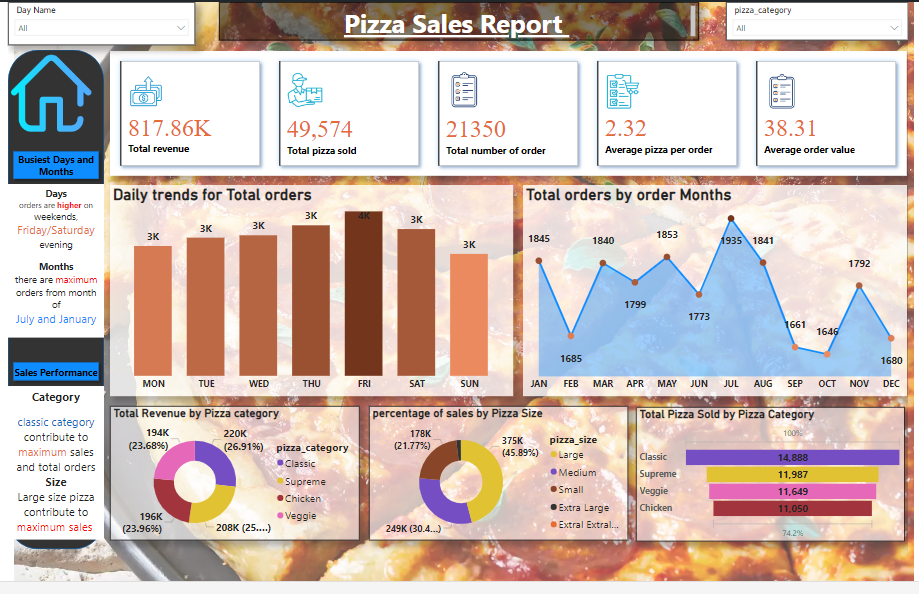 Day Name
All
Pizza Sales Report
pizza_category
All
Busiest Days and
Months
Days
orders are higher on
weekends,
Friday/Saturday
evening
Months
there are maximum
orders from month
of
July and January
Sales Performance
Category
classic category
contribute to
maximum sales
and total orders
Size
Large size pizza
contribute to
maximum sales
817.86K
Total revenue
49,574
Total pizza sold
21350
Total number of order
2.32
Average pizza per order
38.31
Average order value
Daily trends for Total orders
3K
3K
3K
3K
4K
3K
3K
MON TUE WED THU FRI SAT SUN
Total orders by order Months
1845
1685
1840
1799
1853
1773
1935
1841
1661
1646
1792
1680
JAN FEB MAR APR MAY JUN JUL AUG SEP OCT NOV DEC
Total Revenue by Pizza category
194K
(23.68%)
220K
(26.91%)
196K
(23.96%)
208K (25....)
pizza_category
Classic
Supreme
Chicken
Veggie
percentage of sales by Pizza Size
178K
(21.77%)
375K
(45.89%)
249K (30.4...)
pizza_size
Large
Medium
Small
Extra Large
Extral Extral...
Total Pizza Sold by Pizza Category
100%
Classic 14,888
Supreme 11,987
Veggie 11,649
Chicken 11,050
74.2%